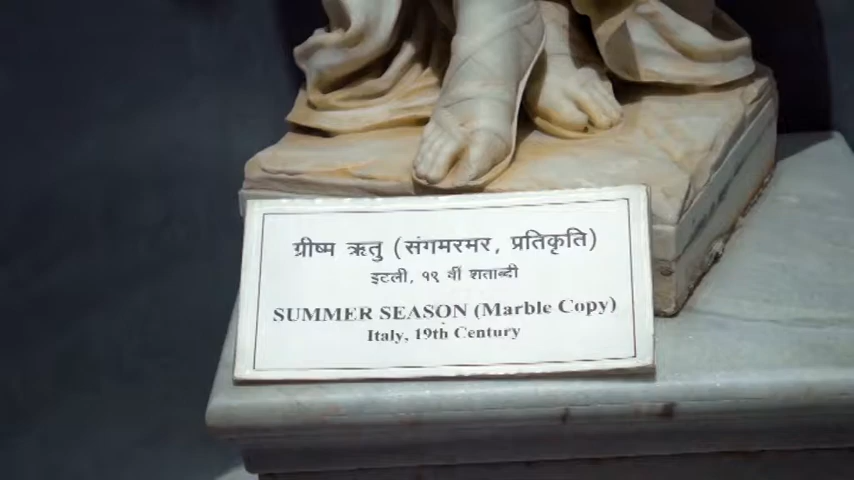 ग्रीष्म ऋतु (संगमरमर, प्रतिकृति)
इटली, १९ वीं शताब्दी
SUMMER SEASON (Marble Copy)
Italy, 19th Century